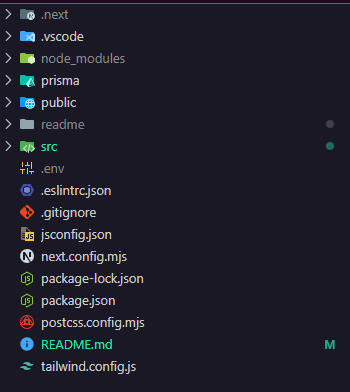 .next
.vscode
node_modules
prisma
public
readme
src
.env
.eslintrc.json
.gitignore
jsconfig.json
next.config.mjs
package-lock.json
package.json
postcss.config.mjs
README.md M
tailwind.config.js